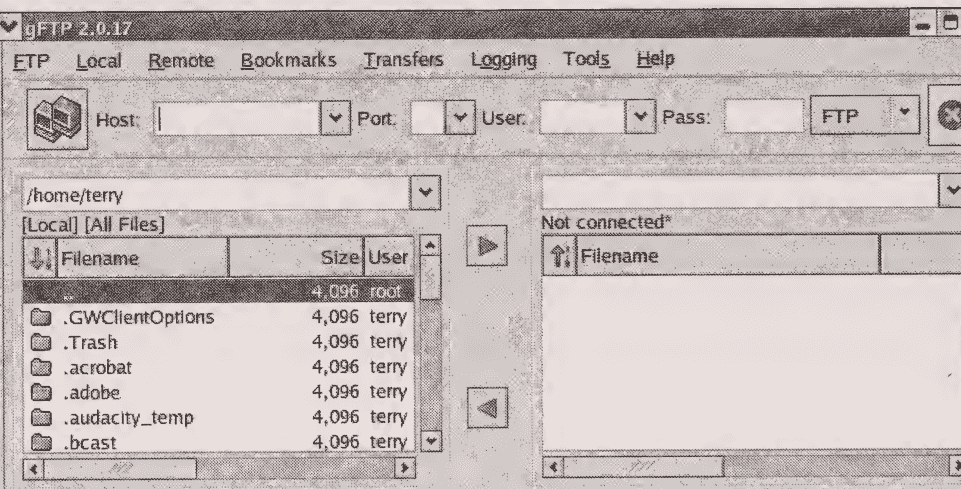 gFTP 2.0.17
FTP Local Remote Bookmarks Transfers Logging Tools Help
Host: Port: User: Pass: FTP
/home/terry
[Local] [All Files]
Not connected*
Filename Size User
Filename
.. 4,096 root
.GWClientOptions 4,096 terry
.Trash 4,096 terry
.acrobat 4,096 terry
.adobe 4,096 terry
.audacity_temp 4,096 terry
.bcast 4,096 terry